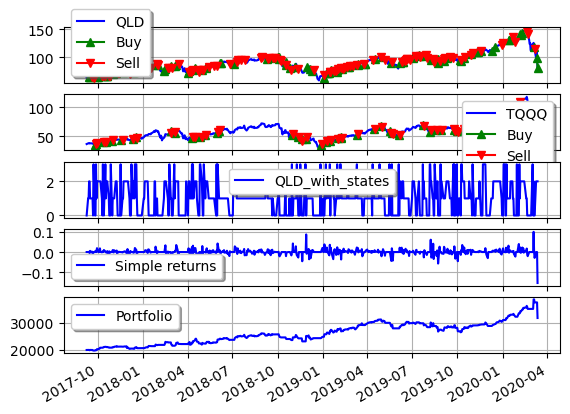 QLD
Buy
Sell
150
100
TQQQ
Buy
Sell
100
50
QLD_with_states
2
0
Simple returns
0.1
0.0
−0.1
Portfolio
30000
20000
2017-10
2018-01
2018-04
2018-07
2018-10
2019-01
2019-04
2019-07
2019-10
2020-01
2020-04